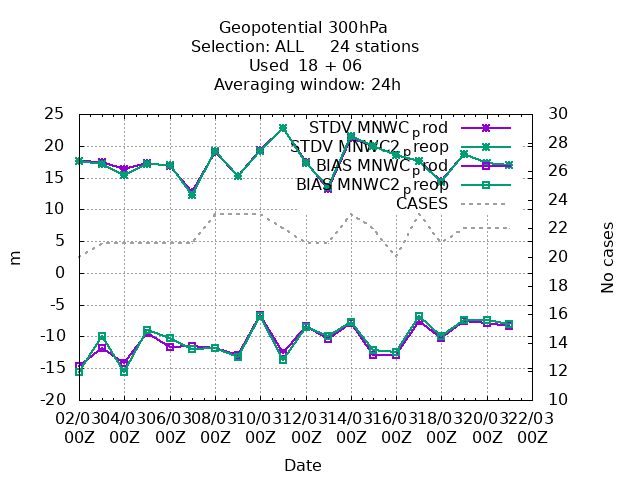 Geopotential 300hPa
Selection: ALL     24 stations
Used  18 + 06
Averaging window: 24h
25 20 15 10 5 0 -5 -10 -15 -20
m
30 28 26 24 22 20 18 16 14 12 10
No cases
STDV MNWC_prod
STDV MNWC2_preop
BIAS MNWC_prod
BIAS MNWC2_preop
CASES
02/03 04/03 06/03 08/03 10/03 12/03 14/03 16/03 18/03 20/03 22/03
00Z 00Z 00Z 00Z 00Z 00Z 00Z 00Z 00Z 00Z 00Z
Date